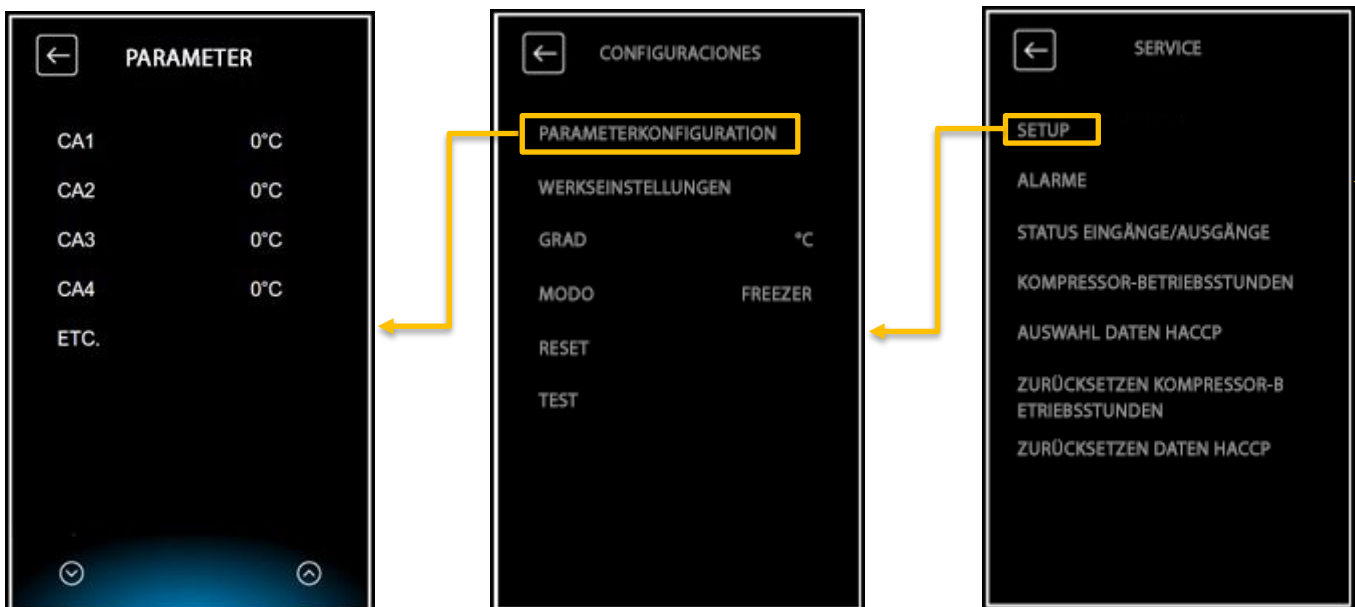 PARAMETER
CA1 0°C
CA2 0°C
CA3 0°C
CA4 0°C
ETC.
CONFIGURACIONES
PARAMETERKONFIGURATION
WERKSEINSTELLUNGEN
GRAD °C
MODO FREEZER
RESET
TEST
SERVICE
SETUP
ALARME
STATUS EINGÄNGE/AUSGÄNGE
KOMPRESSOR-BETRIEBSSTUNDEN
AUSWAHL DATEN HACCP
ZURÜCKSETZEN KOMPRESSOR-B
ETRIEBSSTUNDEN
ZURÜCKSETZEN DATEN HACCP